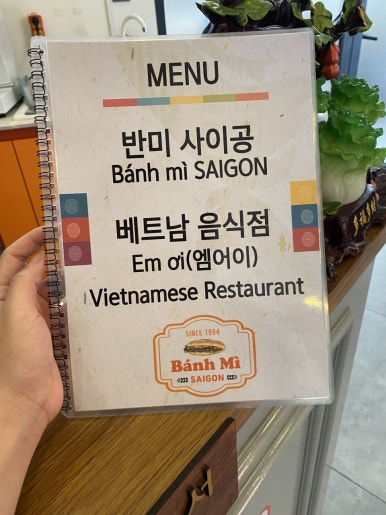 MENU
반미 사이공
Bánh mì SAIGON
베트남 음식점
Em ơi(엠어이)
Vietnamese Restaurant
SINCE 1994
Bánh Mì
SAIGON